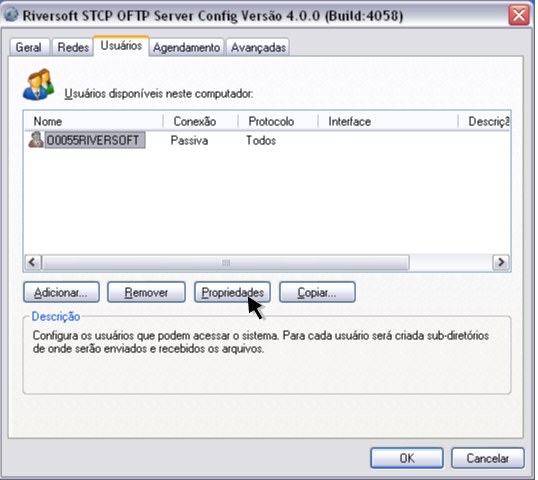 Riversoft STCP OFTP Server Config Versão 4.0.0 (Build:4058)
Geral Redes Usuários Agendamento Avançadas
Usuários disponíveis neste computador:
Nome Conexão Protocolo Interface Descriçã
O0055RIVERSOFT Passiva Todos
Adicionar... Remover Propriedades Copiar...
Descrição
Configura os usuários que podem acessar o sistema. Para cada usuário será criada sub-diretórios
de onde serão enviados e recebidos os arquivos.
OK Cancelar